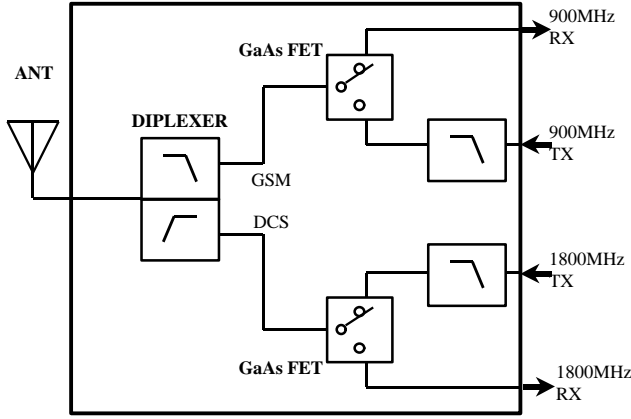 900MHz
RX
GaAs FET
ANT
DIPLEXER
900MHz
TX
GSM
DCS
1800MHz
TX
GaAs FET
1800MHz
RX